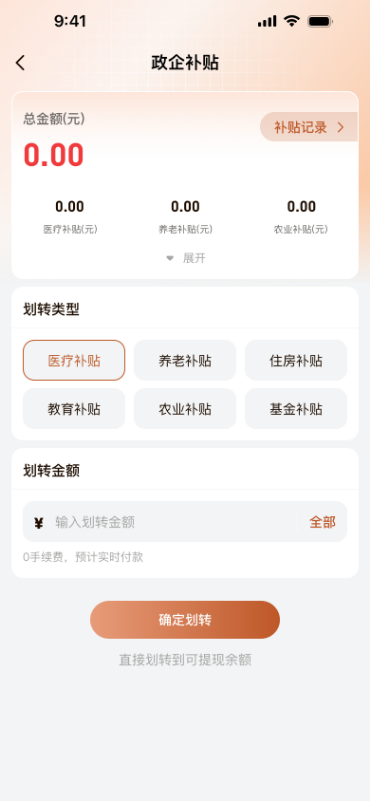 9:41
政企补贴
总金额(元)
补贴记录
0.00
0.00 0.00 0.00
医疗补贴(元) 养老补贴(元) 农业补贴(元)
展开
划转类型
医疗补贴 养老补贴 住房补贴
教育补贴 农业补贴 基金补贴
划转金额
¥ 输入划转金额 全部
0手续费，预计实时付款
确定划转
直接划转到可提现余额